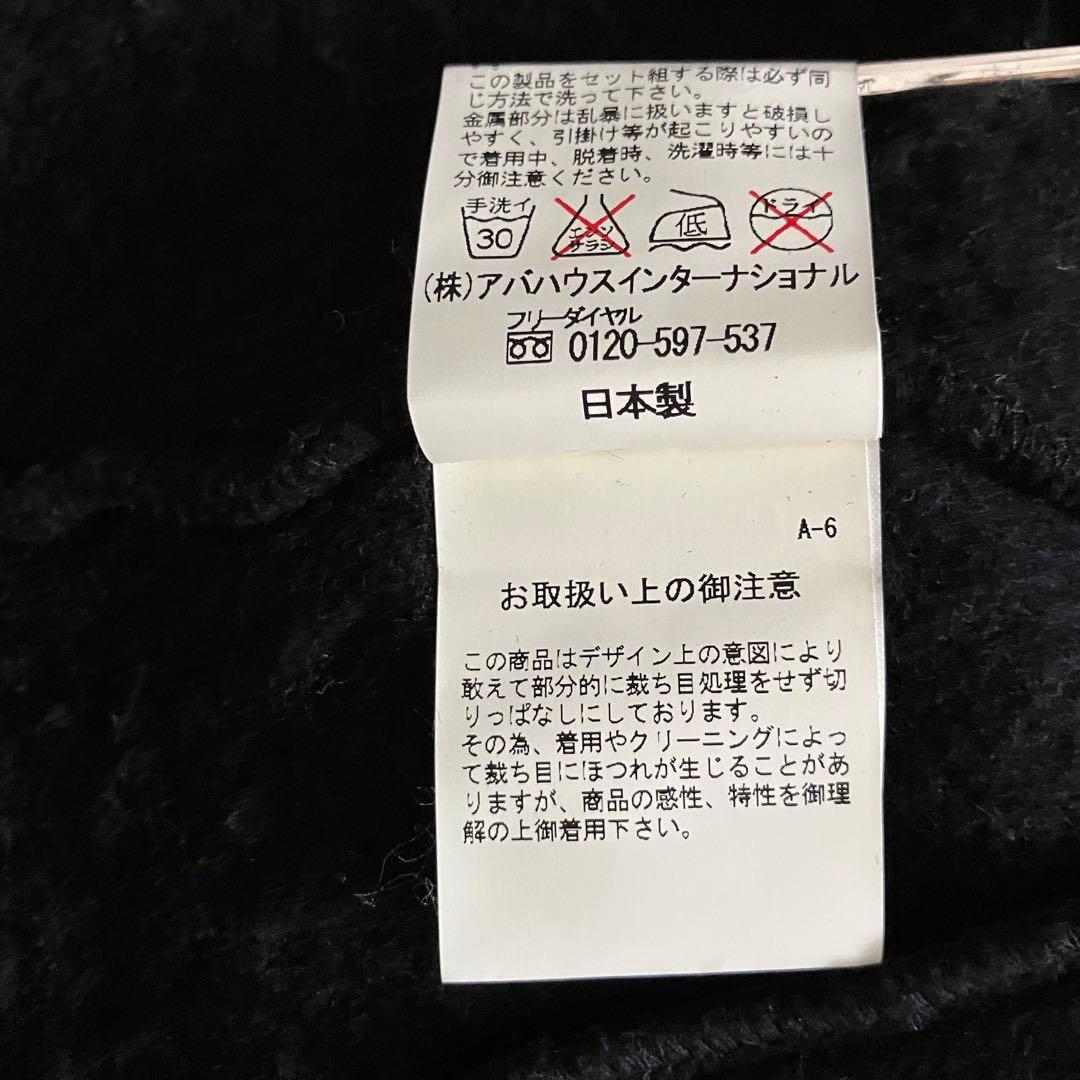 この製品をセット組する際は必ず同
じ方法で洗って下さい。
金属部分は乱暴に扱いますと破損し
やすく、引掛け等が起こりやすいの
で着用中、脱着時、洗濯時等には十
分御注意ください。
手洗イ
30
エンソ
サラシ
低
ドライ
(株)アバハウスインターナショナル
フリーダイヤル
0120-597-537
日本製
A-6
お取扱い上の御注意
この商品はデザイン上の意図により
敢えて部分的に裁ち目処理をせず切
りっぱなしにしております。
その為、着用やクリーニングによっ
て裁ち目にほつれが生じることがあ
りますが、商品の感性、特性を御理
解の上御着用下さい。